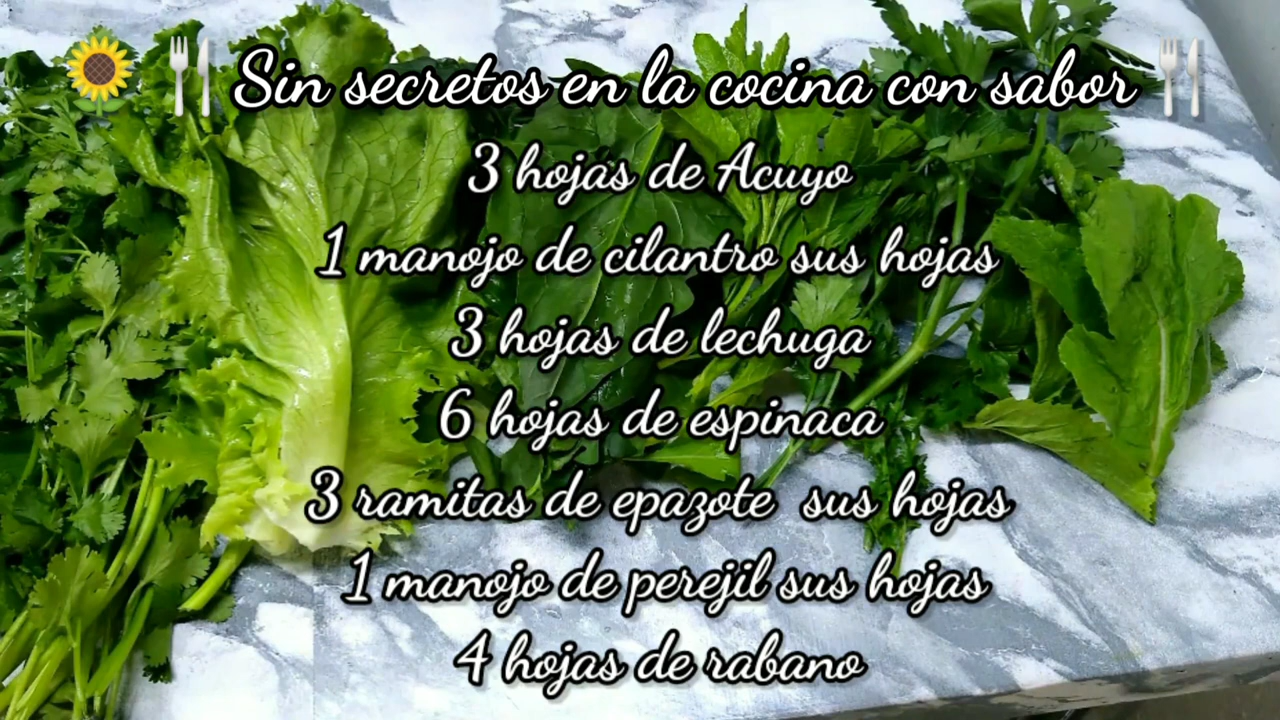 🌻 🍴 Sin secretos en la cocina con sabor 🍴
3 hojas de Acuyo
1 manojo de cilantro sus hojas
3 hojas de lechuga
6 hojas de espinaca
3 ramitas de epazote sus hojas
1 manojo de perejil sus hojas
4 hojas de rabano